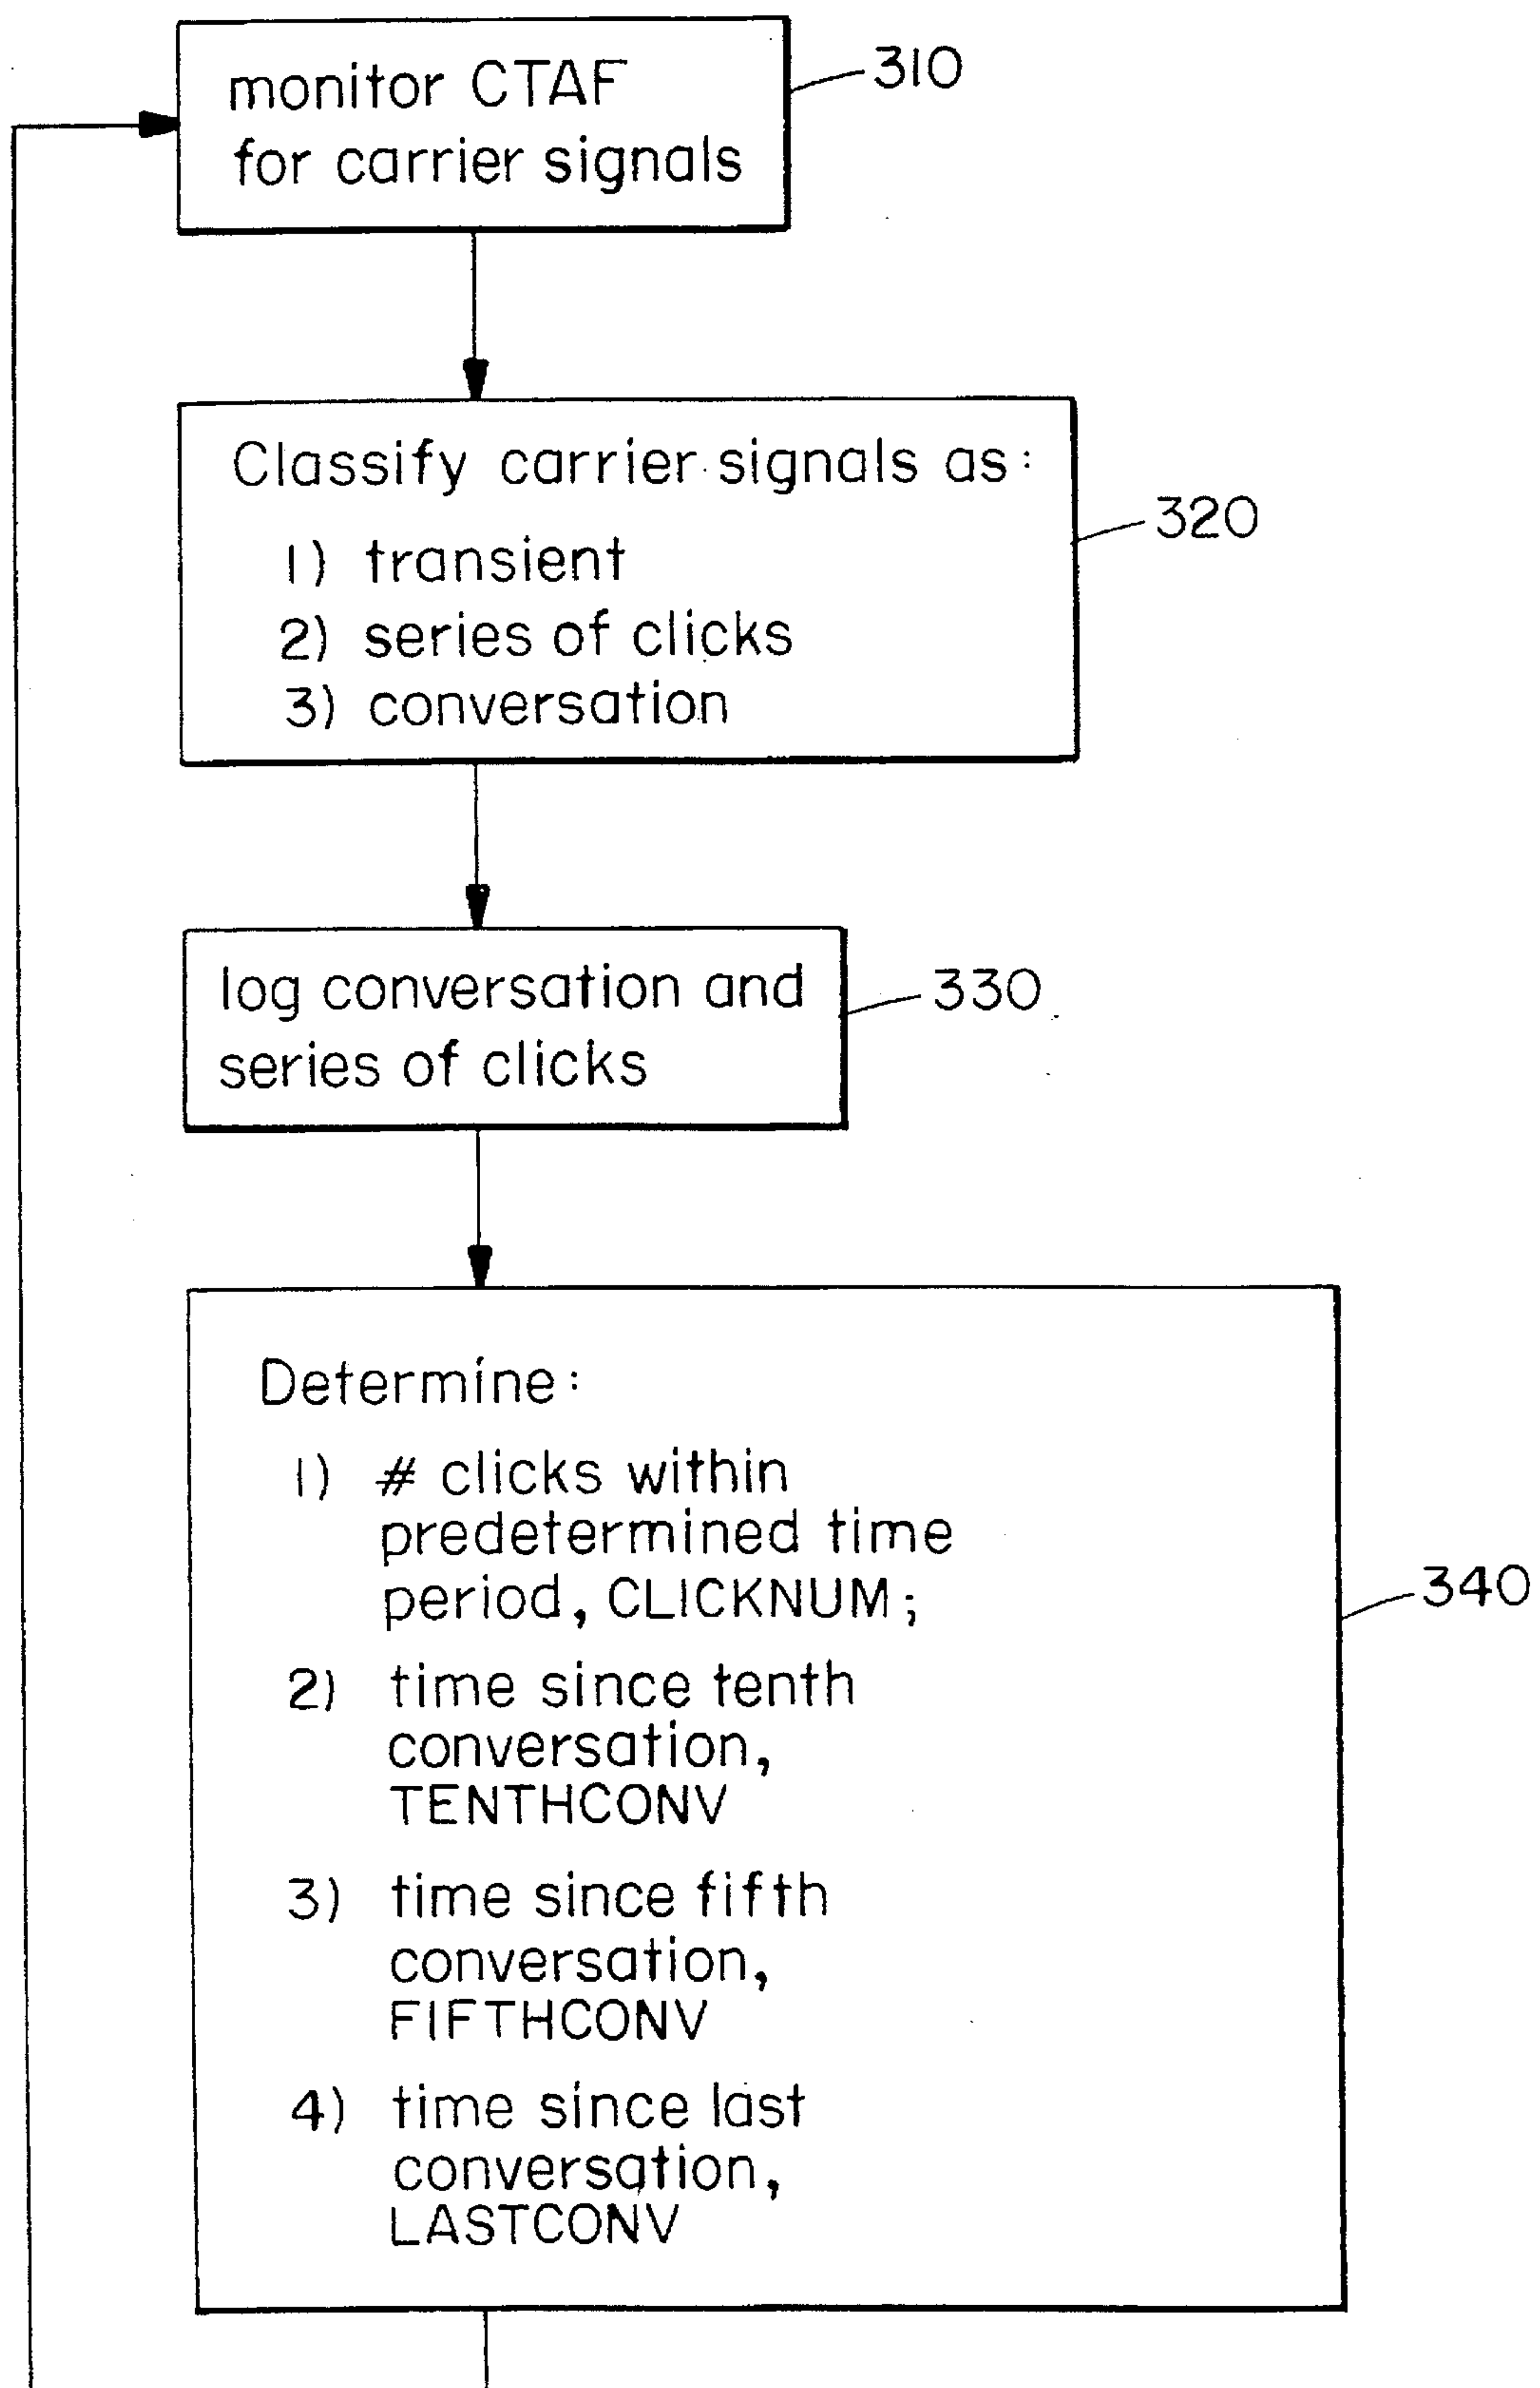 monitor CTAF
for carrier signals
310
Classify carrier signals as:
1) transient
2) series of clicks
3) conversation
320
log conversation and
series of clicks
330
Determine:
1) # clicks within
predetermined time
period, CLICKNUM;
2) time since tenth
conversation,
TENTHCONV
3) time since fifth
conversation,
FIFTHCONV
4) time since last
conversation,
LASTCONV
340